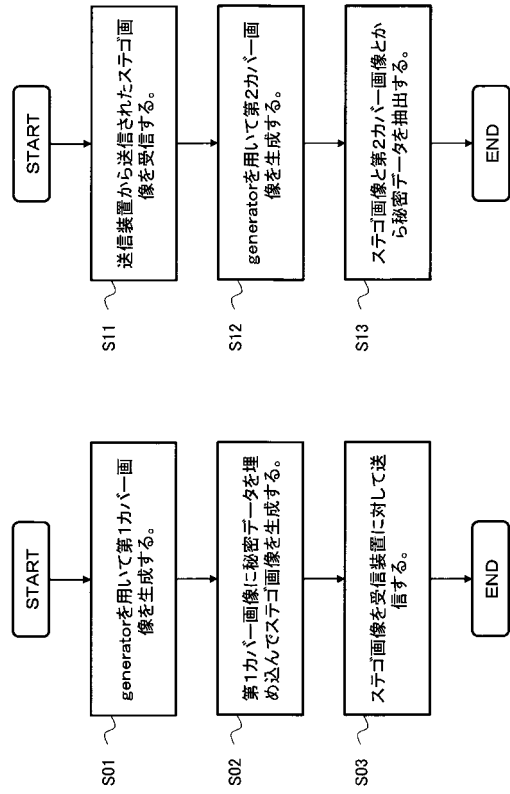 START
S01
generatorを用いて第1カバー画
像を生成する。
S02
第1カバー画像に秘密データを埋
め込んでステゴ画像を生成する。
S03
ステゴ画像を受信装置に対して送
信する。
END
START
S11
送信装置から送信されたステゴ画
像を受信する。
S12
generatorを用いて第2カバー画
像を生成する。
S13
ステゴ画像と第2カバー画像とか
ら秘密データを抽出する。
END